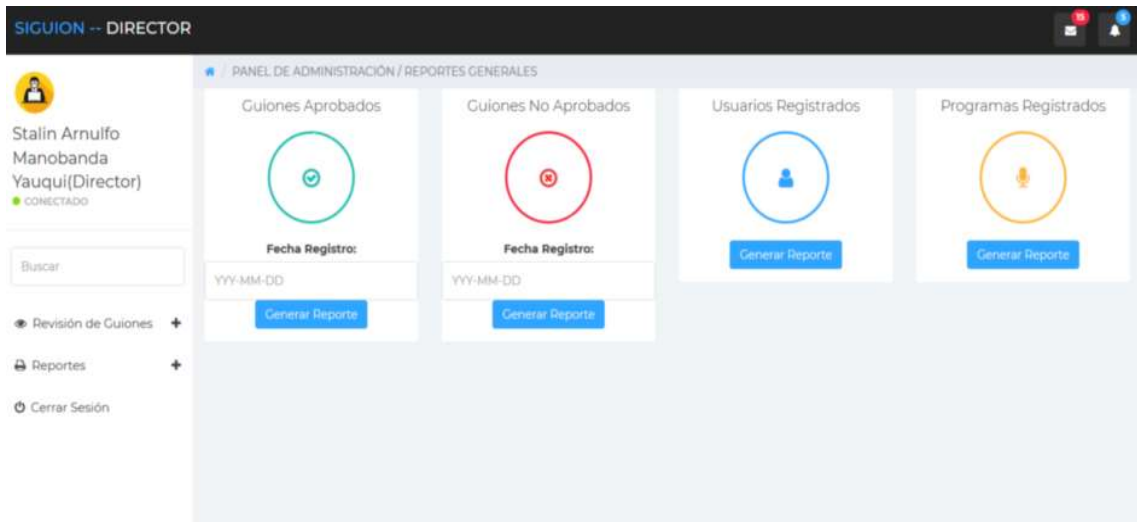 SIGUION -- DIRECTOR
15
5
PANEL DE ADMINISTRACIÓN / REPORTES GENERALES
Stalin Arnulfo
Manobanda
Yauqui(Director)
CONECTADO
Buscar
Revisión de Guiones
Reportes
Cerrar Sesión
Guiones Aprobados
Fecha Registro:
YYY-MM-DD
Generar Reporte
Guiones No Aprobados
Fecha Registro:
YYY-MM-DD
Generar Reporte
Usuarios Registrados
Generar Reporte
Programas Registrados
Generar Reporte